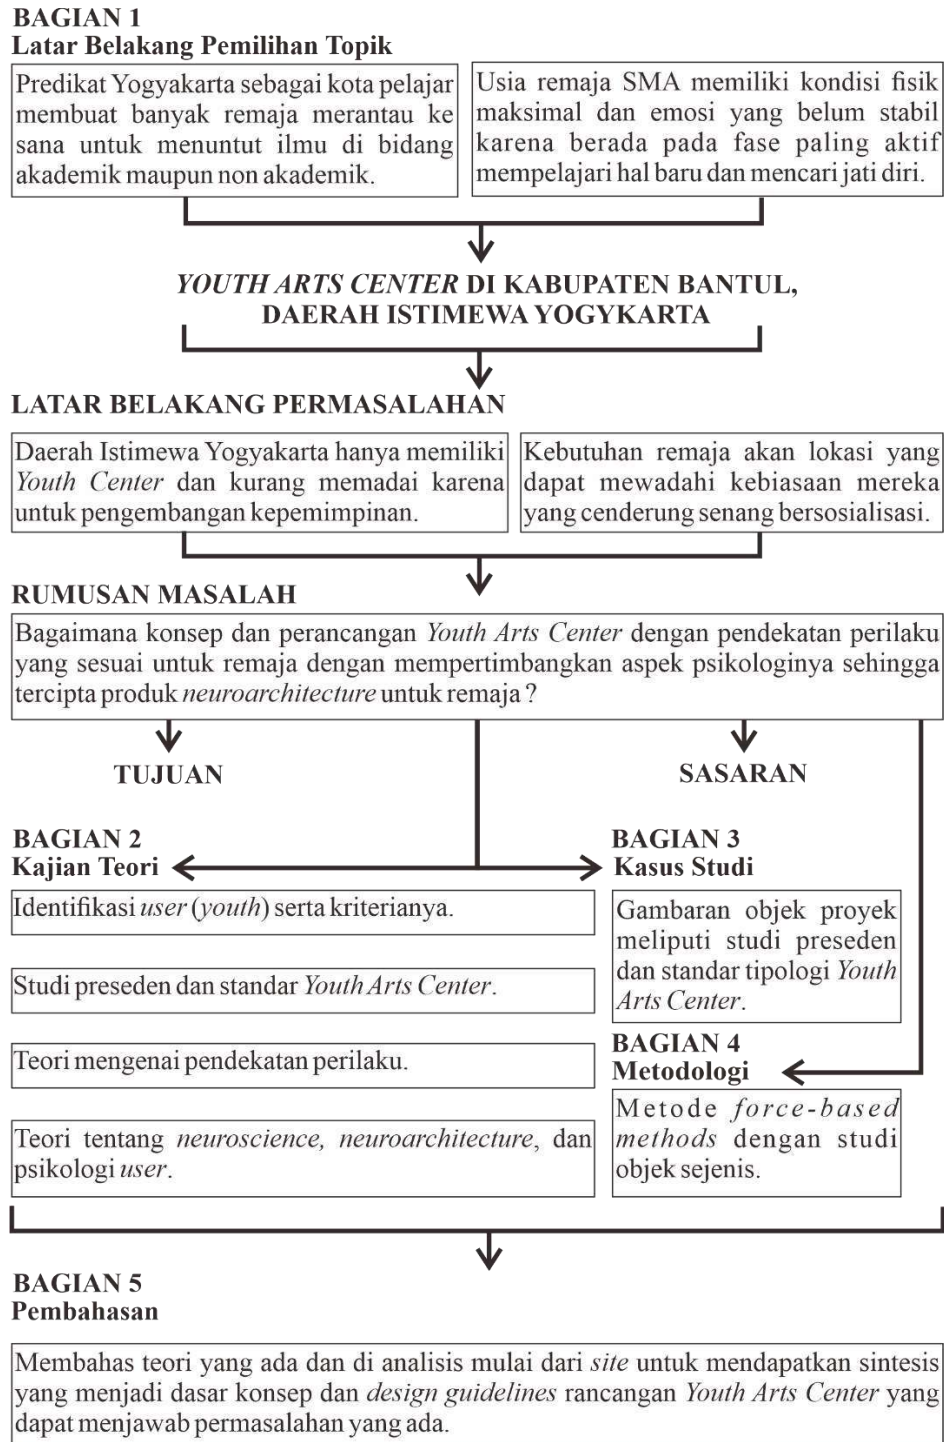 BAGIAN 1
Latar Belakang Pemilihan Topik
Predikat Yogyakarta sebagai kota pelajar
membuat banyak remaja merantau ke
sana untuk menuntut ilmu di bidang
akademik maupun non akademik.
Usia remaja SMA memiliki kondisi fisik
maksimal dan emosi yang belum stabil
karena berada pada fase paling aktif
mempelajari hal baru dan mencari jati diri.
YOUTH ARTS CENTER DI KABUPATEN BANTUL,
DAERAH ISTIMEWA YOGYKARTA
LATAR BELAKANG PERMASALAHAN
Daerah Istimewa Yogyakarta hanya memiliki
Youth Center dan kurang memadai karena
untuk pengembangan kepemimpinan.
Kebutuhan remaja akan lokasi yang
dapat mewadahi kebiasaan mereka
yang cenderung senang bersosialisasi.
RUMUSAN MASALAH
Bagaimana konsep dan perancangan Youth Arts Center dengan pendekatan perilaku
yang sesuai untuk remaja dengan mempertimbangkan aspek psikologinya sehingga
tercipta produk neuroarchitecture untuk remaja ?
TUJUAN
SASARAN
BAGIAN 2
Kajian Teori
Identifikasi user (youth) serta kriterianya.
Studi preseden dan standar Youth Arts Center.
Teori mengenai pendekatan perilaku.
Teori tentang neuroscience, neuroarchitecture, dan
psikologi user.
BAGIAN 3
Kasus Studi
Gambaran objek proyek
meliputi studi preseden
dan standar tipologi Youth
Arts Center.
BAGIAN 4
Metodologi
Metode force-based
methods dengan studi
objek sejenis.
BAGIAN 5
Pembahasan
Membahas teori yang ada dan di analisis mulai dari site untuk mendapatkan sintesis
yang menjadi dasar konsep dan design guidelines rancangan Youth Arts Center yang
dapat menjawab permasalahan yang ada.